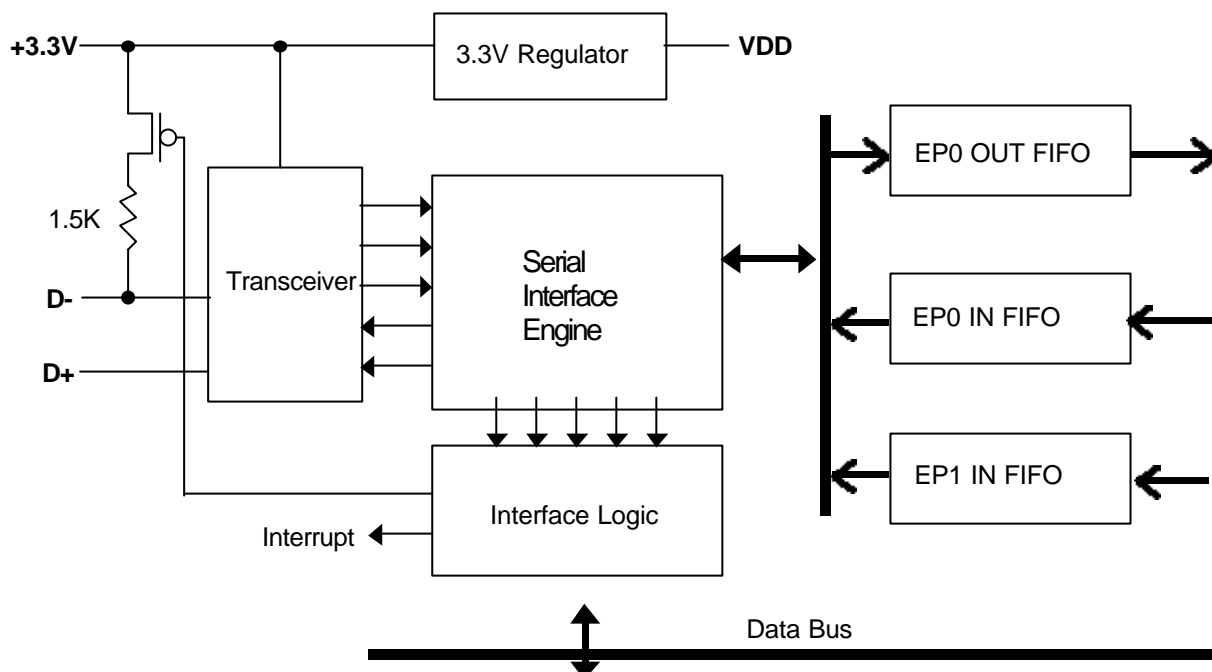 +3.3V
3.3V Regulator
VDD
EP0 OUT FIFO
1.5K
Transceiver
Serial
Interface
Engine
D-
EP0 IN FIFO
D+
EP1 IN FIFO
Interface Logic
Interrupt
Data Bus